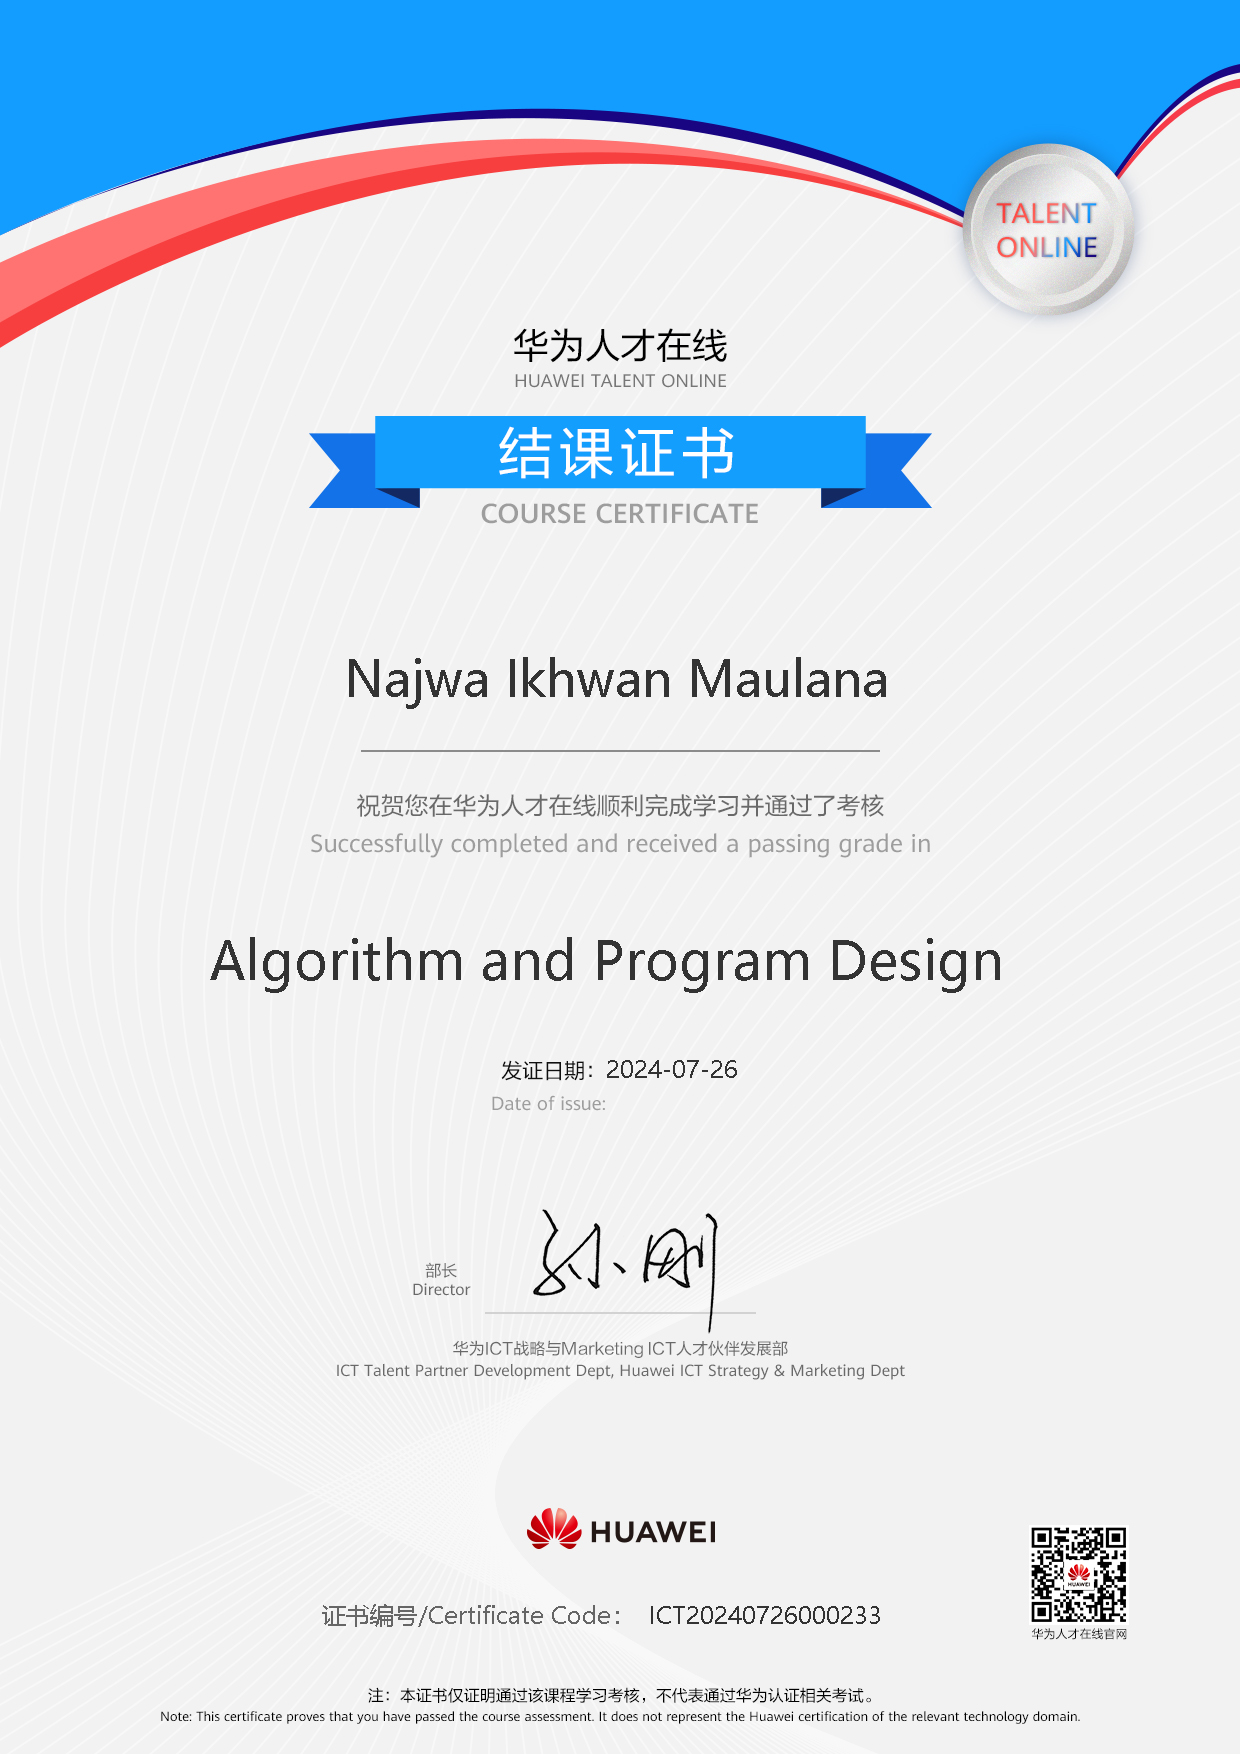 TALENT
ONLINE
华为人才在线
HUAWEI TALENT ONLINE
结课证书
COURSE CERTIFICATE
Najwa Ikhwan Maulana
祝贺您在华为人才在线顺利完成学习并通过了考核
Successfully completed and received a passing grade in
Algorithm and Program Design
发证日期：2024-07-26
Date of issue:
孙刚
部长
Director
华为ICT战略与Marketing ICT人才伙伴发展部
ICT Talent Partner Development Dept, Huawei ICT Strategy & Marketing Dept
HUAWEI
HUAWEI
证书编号/Certificate Code： ICT20240726000233
华为人才在线官网
注：本证书仅证明通过该课程学习考核，不代表通过华为认证相关考试。
Note: This certificate proves that you have passed the course assessment. It does not represent the Huawei certification of the relevant technology domain.